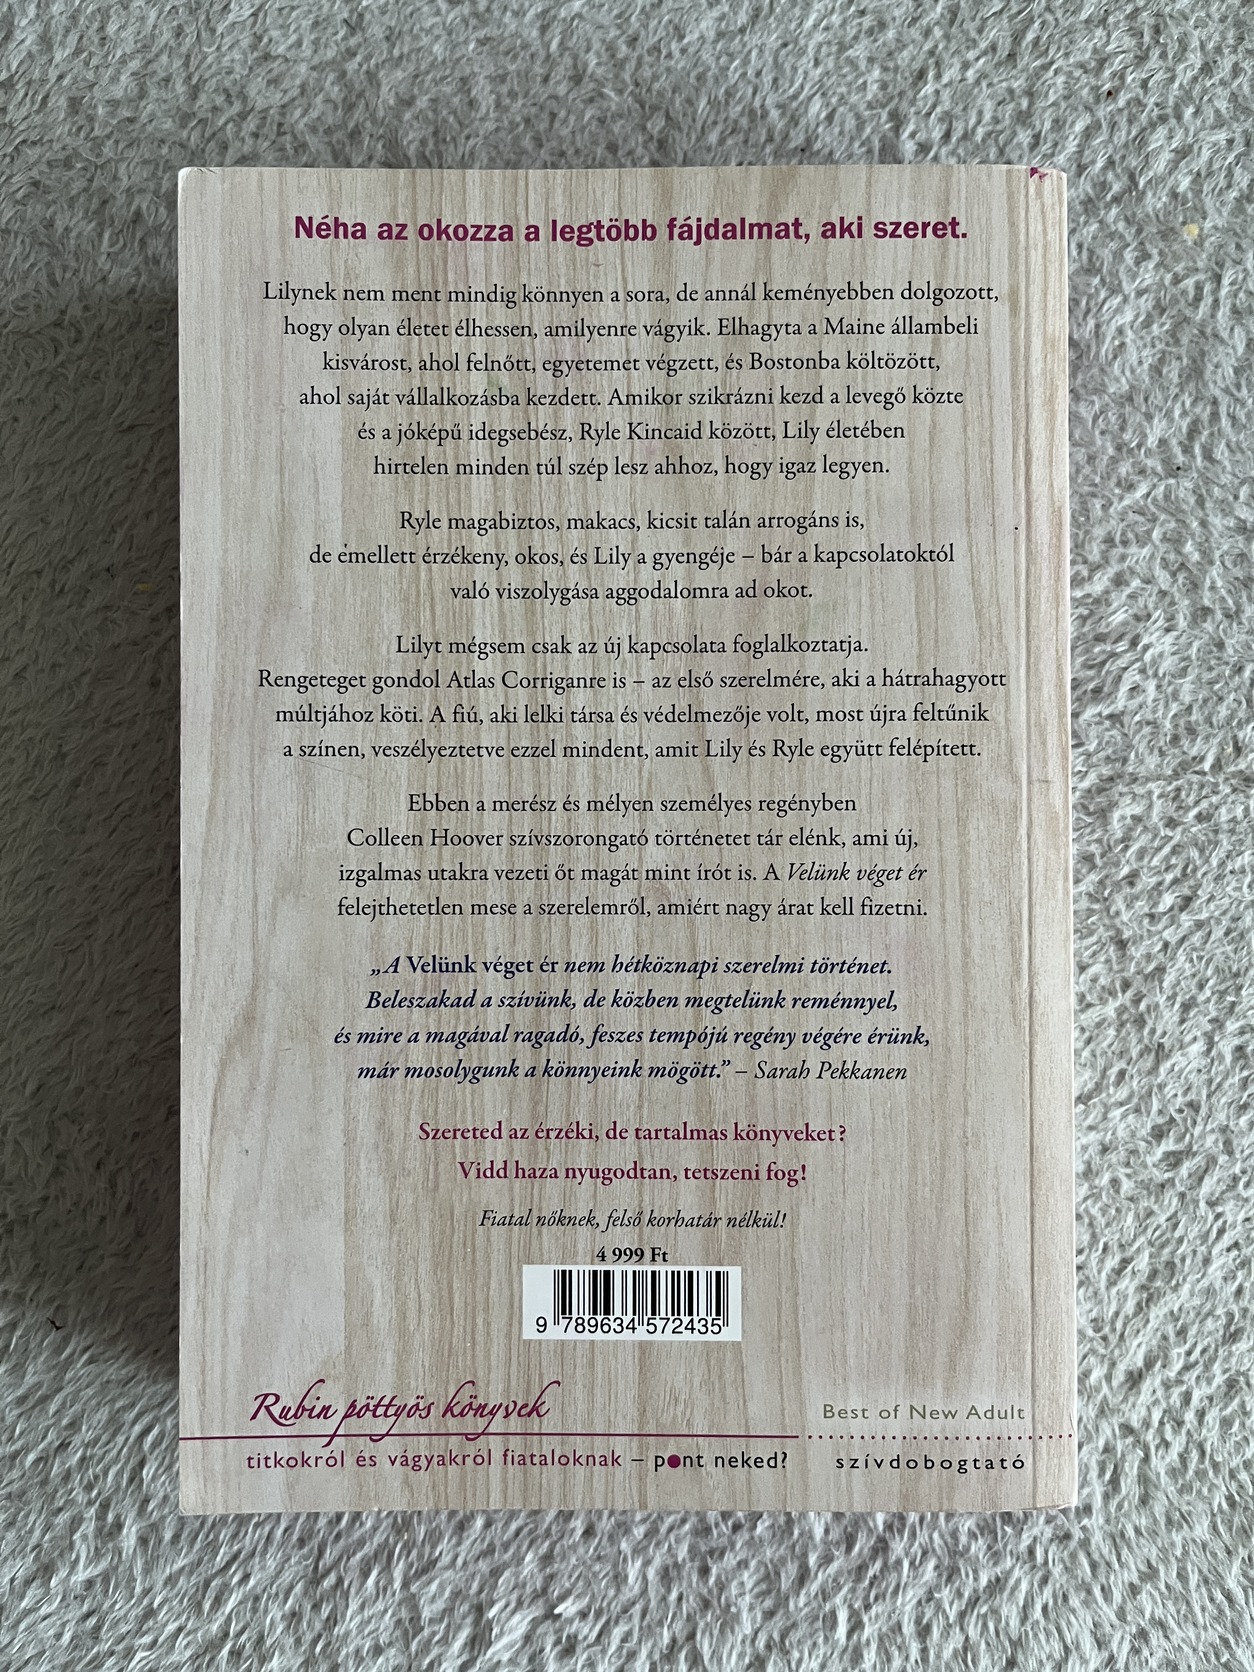 Néha az okozza a legtöbb fájdalmat, aki szeret.
Lilynek nem ment mindig könnyen a sora, de annál keményebben dolgozott,
hogy olyan életet élhessen, amilyenre vágyik. Elhagyta a Maine állambeli
kisvárost, ahol felnőtt, egyetemet végzett, és Bostonba költözött,
ahol saját vállalkozásba kezdett. Amikor szikrázni kezd a levegő közte
és a jóképű idegsebész, Ryle Kincaid között, Lily életében
hirtelen minden túl szép lesz ahhoz, hogy igaz legyen.
Ryle magabiztos, makacs, kicsit talán arrogáns is,
de emellett érzékeny, okos, és Lily a gyengéje – bár a kapcsolatoktól
való viszolygása aggodalomra ad okot.
Lilyt mégsem csak az új kapcsolata foglalkoztatja.
Rengeteget gondol Atlas Corriganre is – az első szerelmére, aki a hátrahagyott
múltjához köti. A fiú, aki lelki társa és védelmezője volt, most újra feltűnik
a színen, veszélyeztetve ezzel mindent, amit Lily és Ryle együtt felépített.
Ebben a merész és mélyen személyes regényben
Colleen Hoover szívszorongató történetet tár elénk, ami új,
izgalmas utakra vezeti őt magát mint írót is. A Velünk véget ér
felejthetetlen mese a szerelemről, amiért nagy árat kell fizetni.
„A Velünk véget ér nem hétköznapi szerelmi történet.
Beleszakad a szívünk, de közben megtelünk reménnyel,
és mire a magával ragadó, feszes tempójú regény végére érünk,
már mosolygunk a könnyeink mögött.” – Sarah Pekkanen
Szereted az érzéki, de tartalmas könyveket?
Vidd haza nyugodtan, tetszeni fog!
Fiatal nőknek, felső korhatár nélkül!
4 999 Ft
9 789634 572435
Rubin pöttyös könyvek
Best of New Adult
titkokról és vágyakról fiataloknak – pont neked?
szívdobogtató